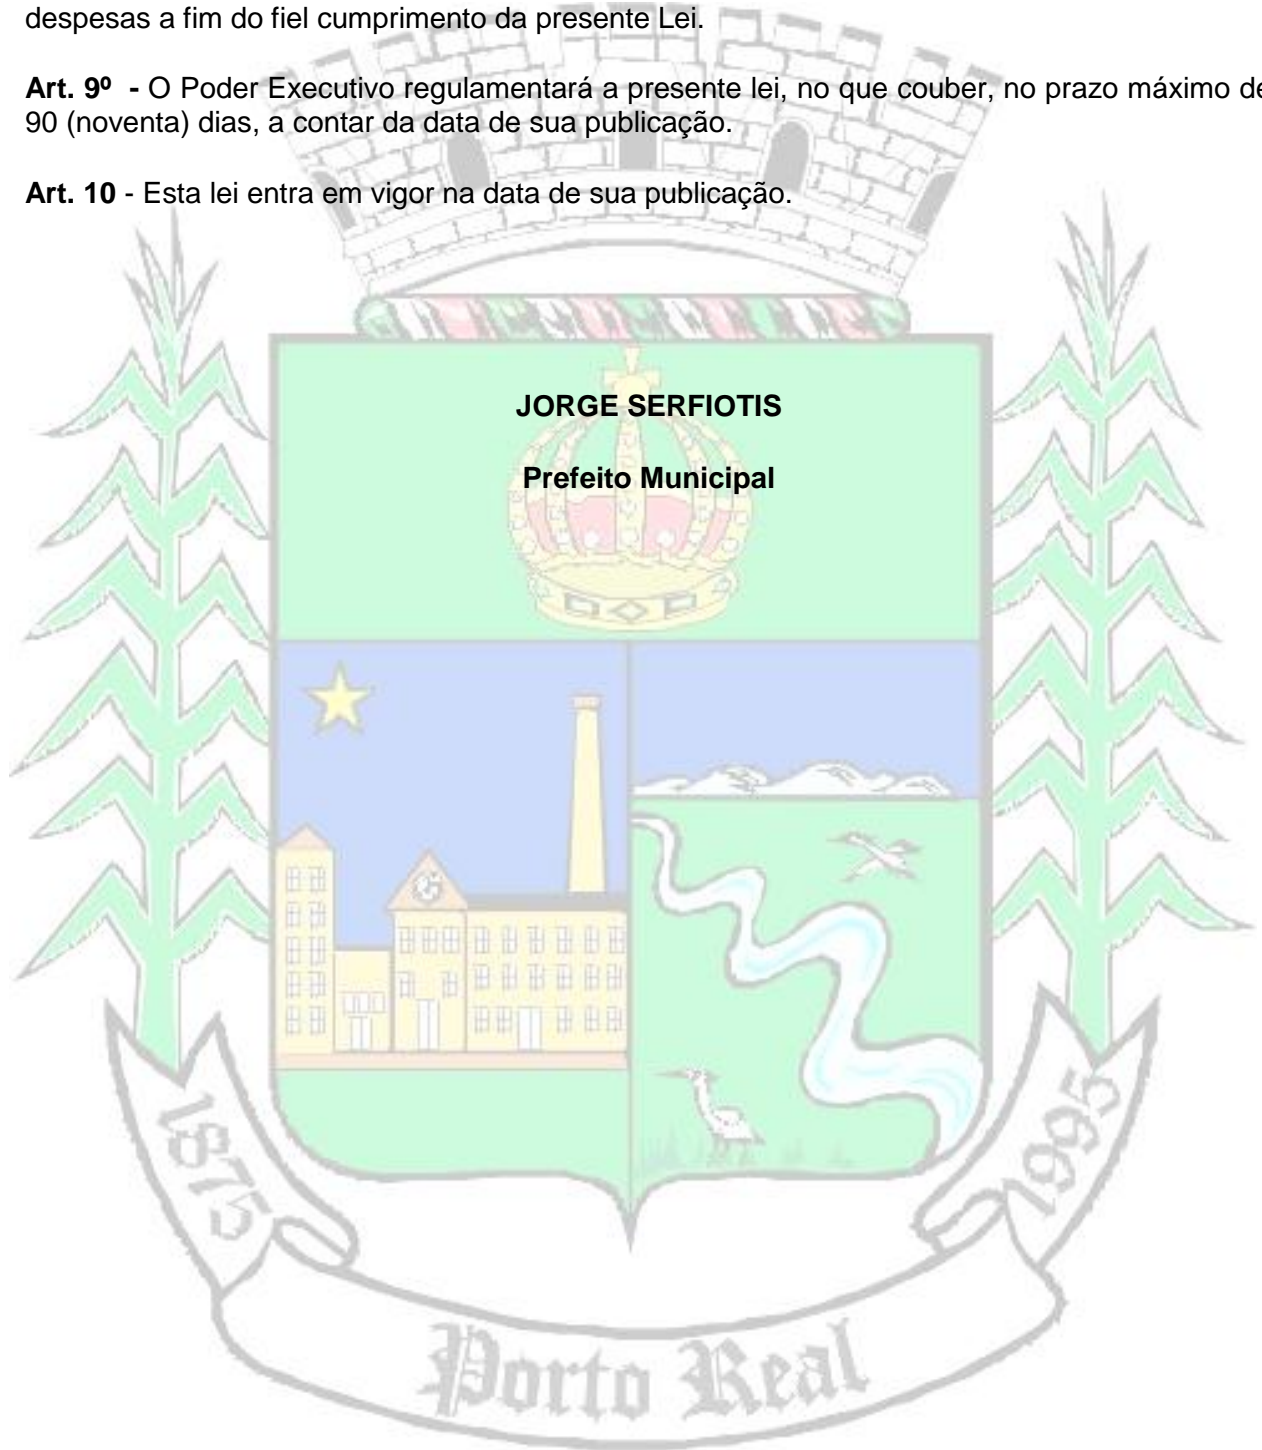 despesas a fim do fiel cumprimento da presente Lei.
Art. 9º - O Poder Executivo regulamentará a presente lei, no que couber, no prazo máximo de
90 (noventa) dias, a contar da data de sua publicação.
Art. 10 - Esta lei entra em vigor na data de sua publicação.
JORGE SERFIOTIS
Prefeito Municipal
1875
1995
Porto Real